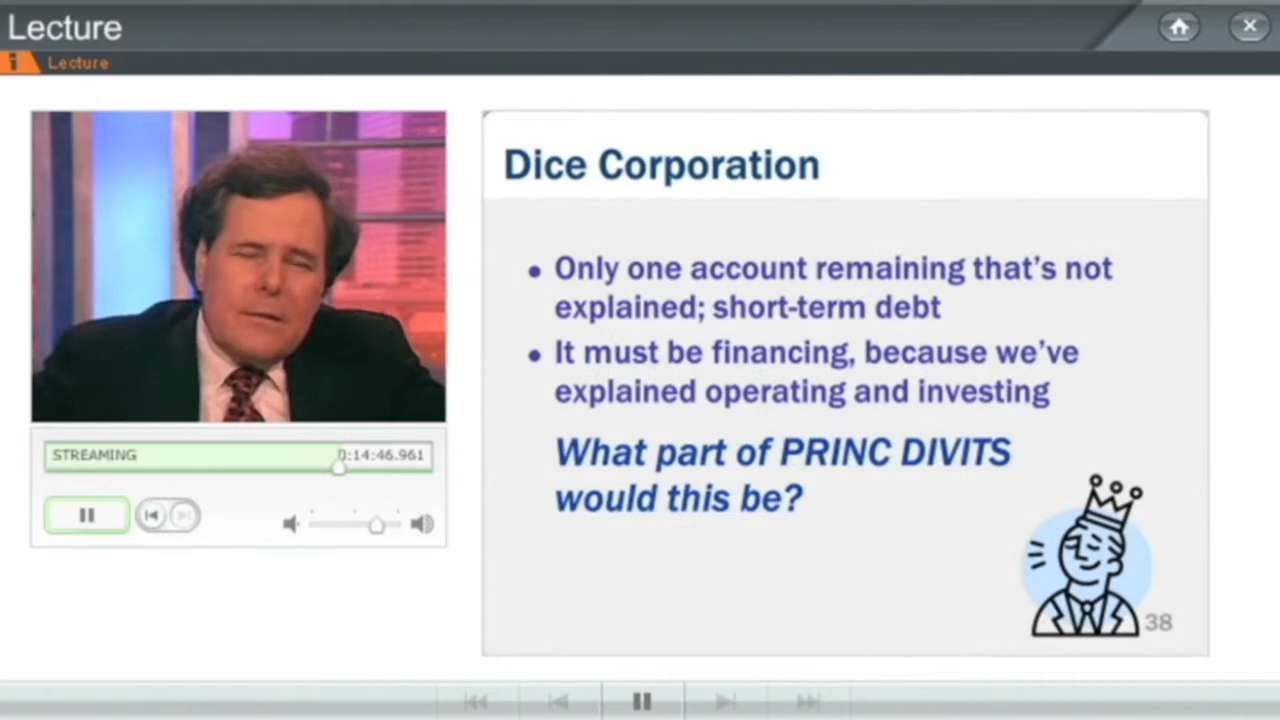 Lecture
i Lecture
Dice Corporation
• Only one account remaining that's not
explained; short-term debt
• It must be financing, because we've
explained operating and investing
What part of PRINC DIVITS
would this be?
38
STREAMING 0:14:46.961